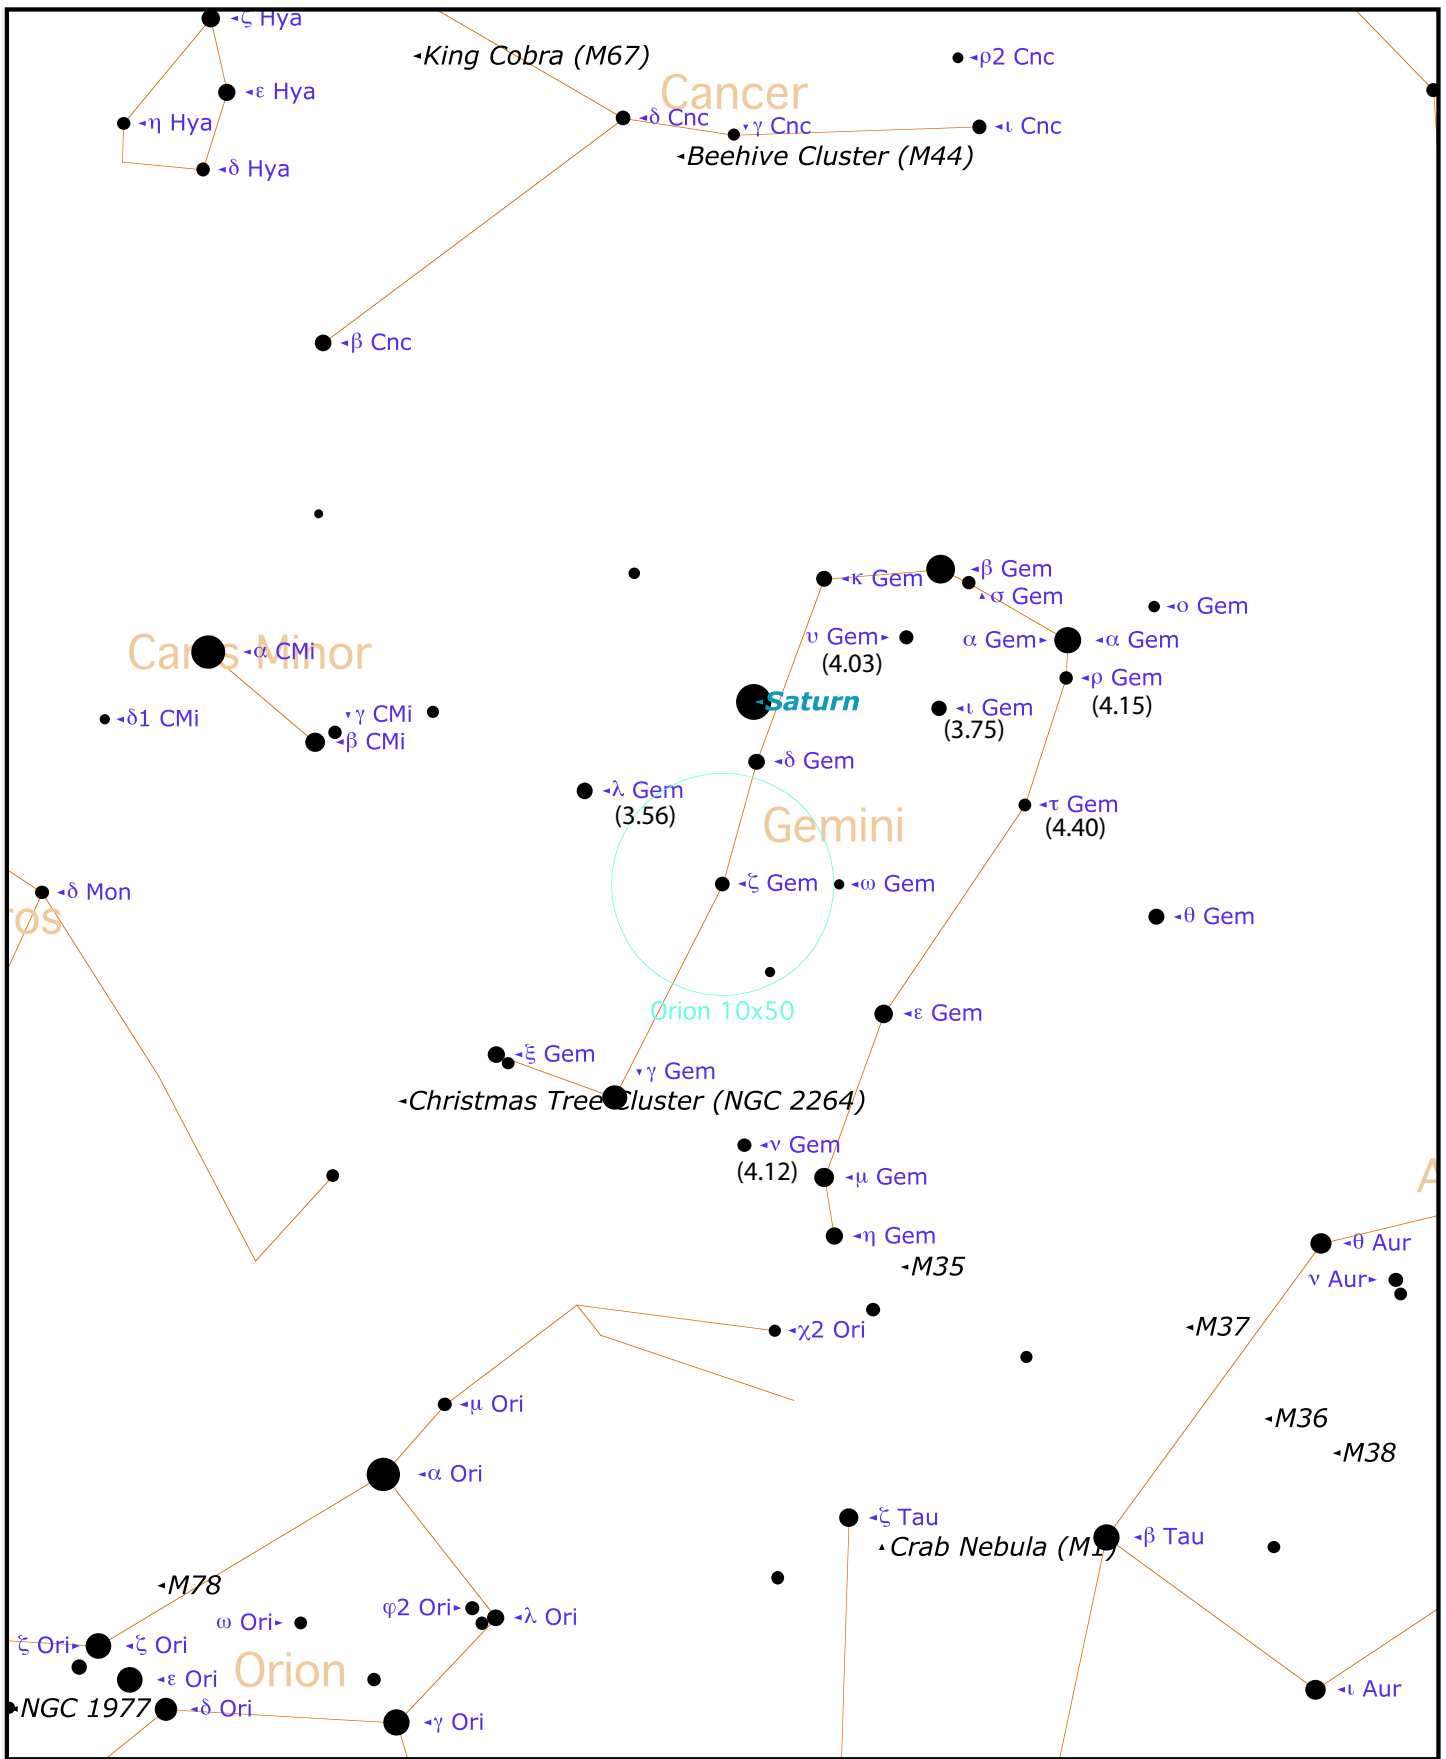 ζ Hya
King Cobra (M67)
ρ2 Cnc
Cancer
ε Hya
δ Cnc
γ Cnc
ι Cnc
η Hya
Beehive Cluster (M44)
δ Hya
β Cnc
κ Gem
β Gem
σ Gem
ο Gem
υ Gem
(4.03)
α Gem
α Gem
Canis Minor
α CMi
ρ Gem
(4.15)
Saturn
ι Gem
(3.75)
δ1 CMi
γ CMi
β CMi
δ Gem
λ Gem
(3.56)
Gemini
τ Gem
(4.40)
ζ Gem
ω Gem
δ Mon
ros
θ Gem
Orion 10x50
ε Gem
ξ Gem
γ Gem
Christmas Tree Cluster (NGC 2264)
ν Gem
(4.12)
μ Gem
A
η Gem
θ Aur
M35
ν Aur
χ2 Ori
M37
μ Ori
M36
M38
α Ori
ζ Tau
β Tau
Crab Nebula (M1)
M78
φ2 Ori
λ Ori
ω Ori
ζ Ori
ζ Ori
Orion
ε Ori
NGC 1977
δ Ori
γ Ori
ι Aur